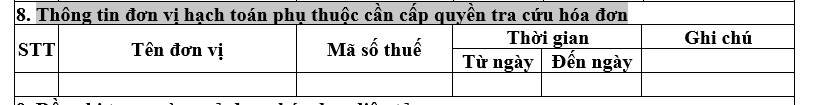 8. Thông tin đơn vị hạch toán phụ thuộc cần cấp quyền tra cứu hóa đơn
STT Tên đơn vị Mã số thuế Thời gian Ghi chú
Từ ngày Đến ngày